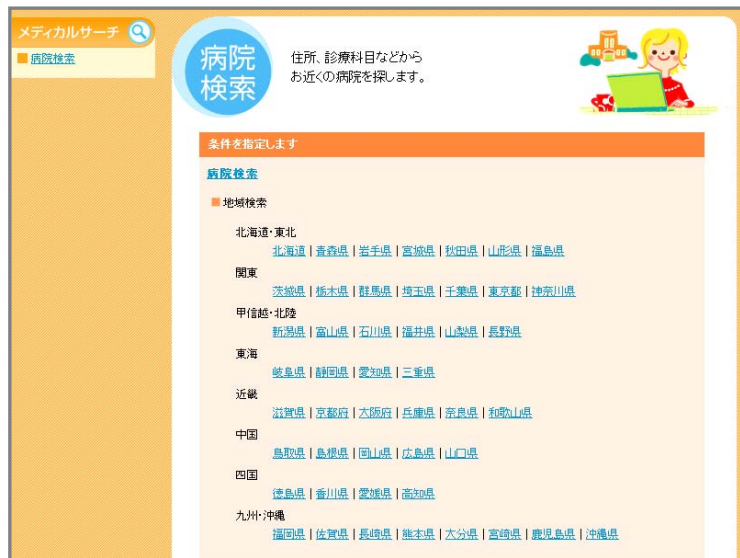 メディカルサーチ
病院検索
病院
検索
住所、診療科目などから
お近くの病院を探します。
条件を指定します
病院検索
地域検索
北海道・東北
北海道 | 青森県 | 岩手県 | 宮城県 | 秋田県 | 山形県 | 福島県
関東
茨城県 | 栃木県 | 群馬県 | 埼玉県 | 千葉県 | 東京都 | 神奈川県
甲信越・北陸
新潟県 | 富山県 | 石川県 | 福井県 | 山梨県 | 長野県
東海
岐阜県 | 静岡県 | 愛知県 | 三重県
近畿
滋賀県 | 京都府 | 大阪府 | 兵庫県 | 奈良県 | 和歌山県
中国
鳥取県 | 島根県 | 岡山県 | 広島県 | 山口県
四国
徳島県 | 香川県 | 愛媛県 | 高知県
九州・沖縄
福岡県 | 佐賀県 | 長崎県 | 熊本県 | 大分県 | 宮崎県 | 鹿児島県 | 沖縄県